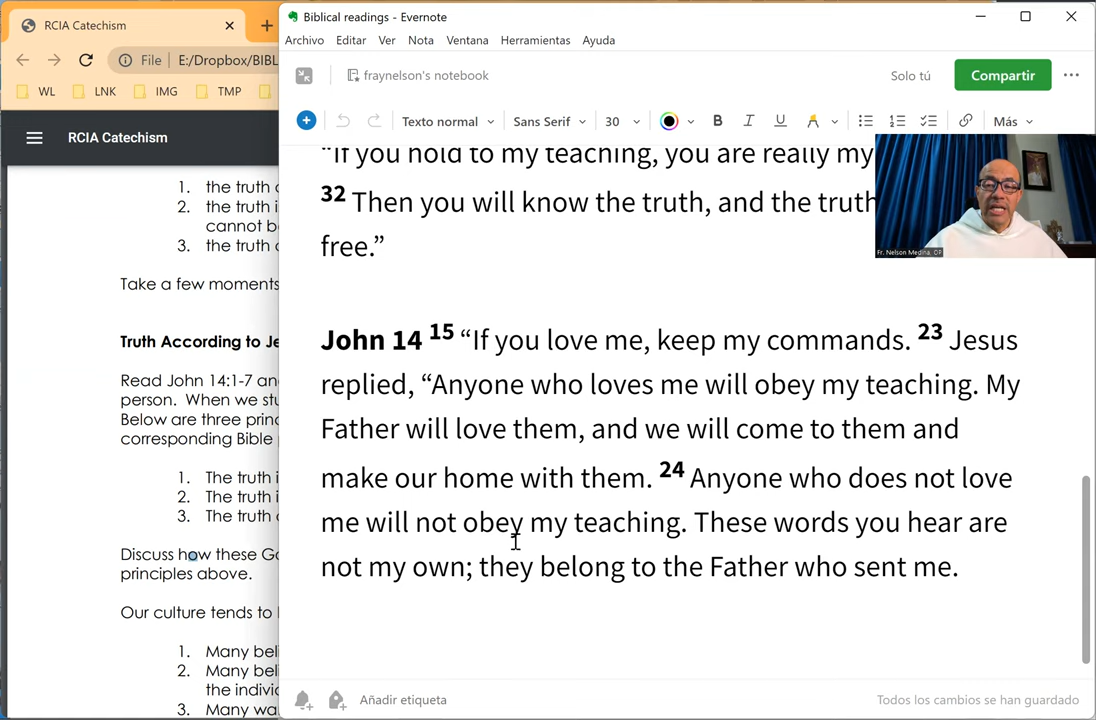 RCIA Catechism
File
E:/Dropbox/BIBL
WL
LNK
IMG
TMP
RCIA Catechism
1. the truth
2. the truth i
cannot b
3. the truth
Take a few moments
Truth According to Je
Read John 14:1-7 an
person. When we stu
Below are three princ
corresponding Bible
1. The truth i
2. The truth i
3. The truth
Discuss how these Go
principles above.
Our culture tends to
1. Many beli
2. Many beli
the individ
3. Many wa
Biblical readings - Evernote
Archivo Editar Ver Nota Ventana Herramientas Ayuda
fraynelson's notebook
Solo tú
Compartir
Texto normal
Sans Serif
30
B I U
Más
"If you hold to my teaching, you are really my
32 Then you will know the truth, and the truth
free.”
John 14 15 “If you love me, keep my commands. 23 Jesus
replied, “Anyone who loves me will obey my teaching. My
Father will love them, and we will come to them and
make our home with them. 24 Anyone who does not love
me will not obey my teaching. These words you hear are
not my own; they belong to the Father who sent me.
Fr. Nelson Medina, OP
Añadir etiqueta
Todos los cambios se han guardado